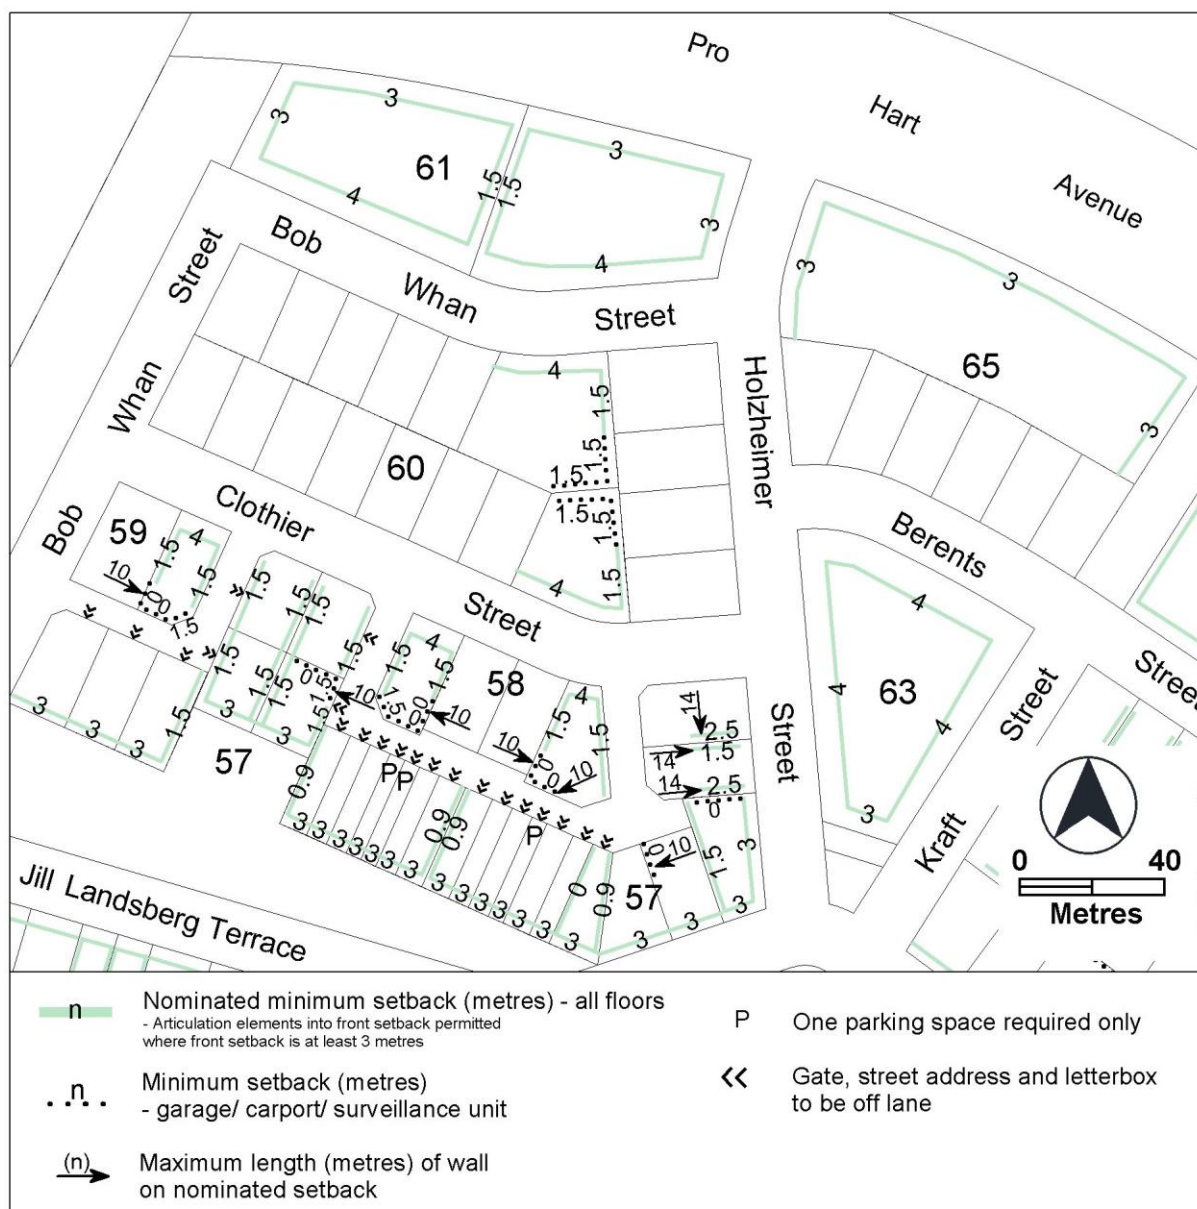 Pro
Hart
Avenue
3
3
61
3
1.5
1.5
4
3
4
3
3
65
3
Bob
Whan
Street
Street
Whan
Bob
Holzheimer
4
1.5
1.5
1.5
60
1.5
1.5
1.5
4
Clothier
Street
Berents
Street
59
4
1.5
1.5
10
0
0
1.5
1.5
1.5
1.5
1.5
1.5
1.5
1.5
0
1.5
1.5
10
3
3
3
3
3
1.5
3
57
4
1.5
1.5
58
1.5
0
0
10
4
1.5
1.5
10
0
0
10
14
2.5
1.5
14
14
2.5
0
Street
4
4
63
4
3
Street
Kraft
P
P
P
0.9
0.9
0.9
0
0.9
3
3
3
3
3
3
3
3
3
3
3
3
3
3
0
10
57
1.5
3
3
3
3
0 40
Metres
Jill Landsberg Terrace
n
Nominated minimum setback (metres) - all floors
- Articulation elements into front setback permitted
where front setback is at least 3 metres
n
Minimum setback (metres)
- garage/ carport/ surveillance unit
(n)
Maximum length (metres) of wall
on nominated setback
P
One parking space required only
Gate, street address and letterbox
to be off lane